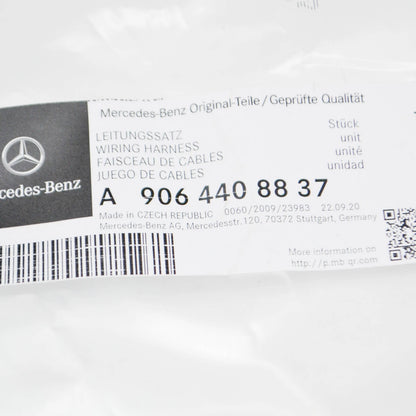 Mercedes-Benz Original-Teile/Geprüfte Qualität
LEITUNGSSATZ Stück
WIRING HARNESS unit
FAISCEAU DE CABLES unité
JUEGO DE CABLES unidad
cedes-Benz
A 906 440 88 37
Made in CZECH REPUBLIC 0060/2009/23983 22.09.20
Mercedes-Benz AG, Mercedesstr.120, 70372 Stuttgart, Germany
More information on
http://p.mb-qr.com/